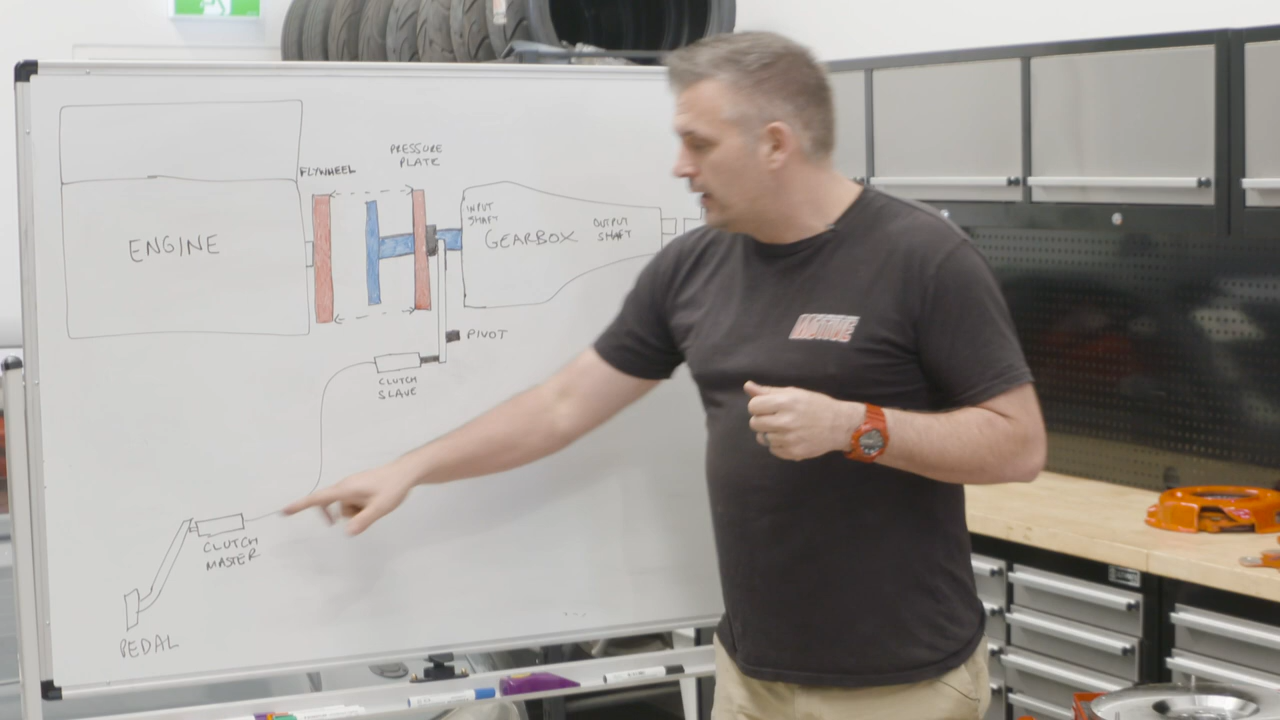 FLYWHEEL
PRESSURE
PLATE
ENGINE
INPUT
SHAFT
GEARBOX
OUTPUT
SHAFT
PIVOT
CLUTCH
SLAVE
CLUTCH
MASTER
PEDAL